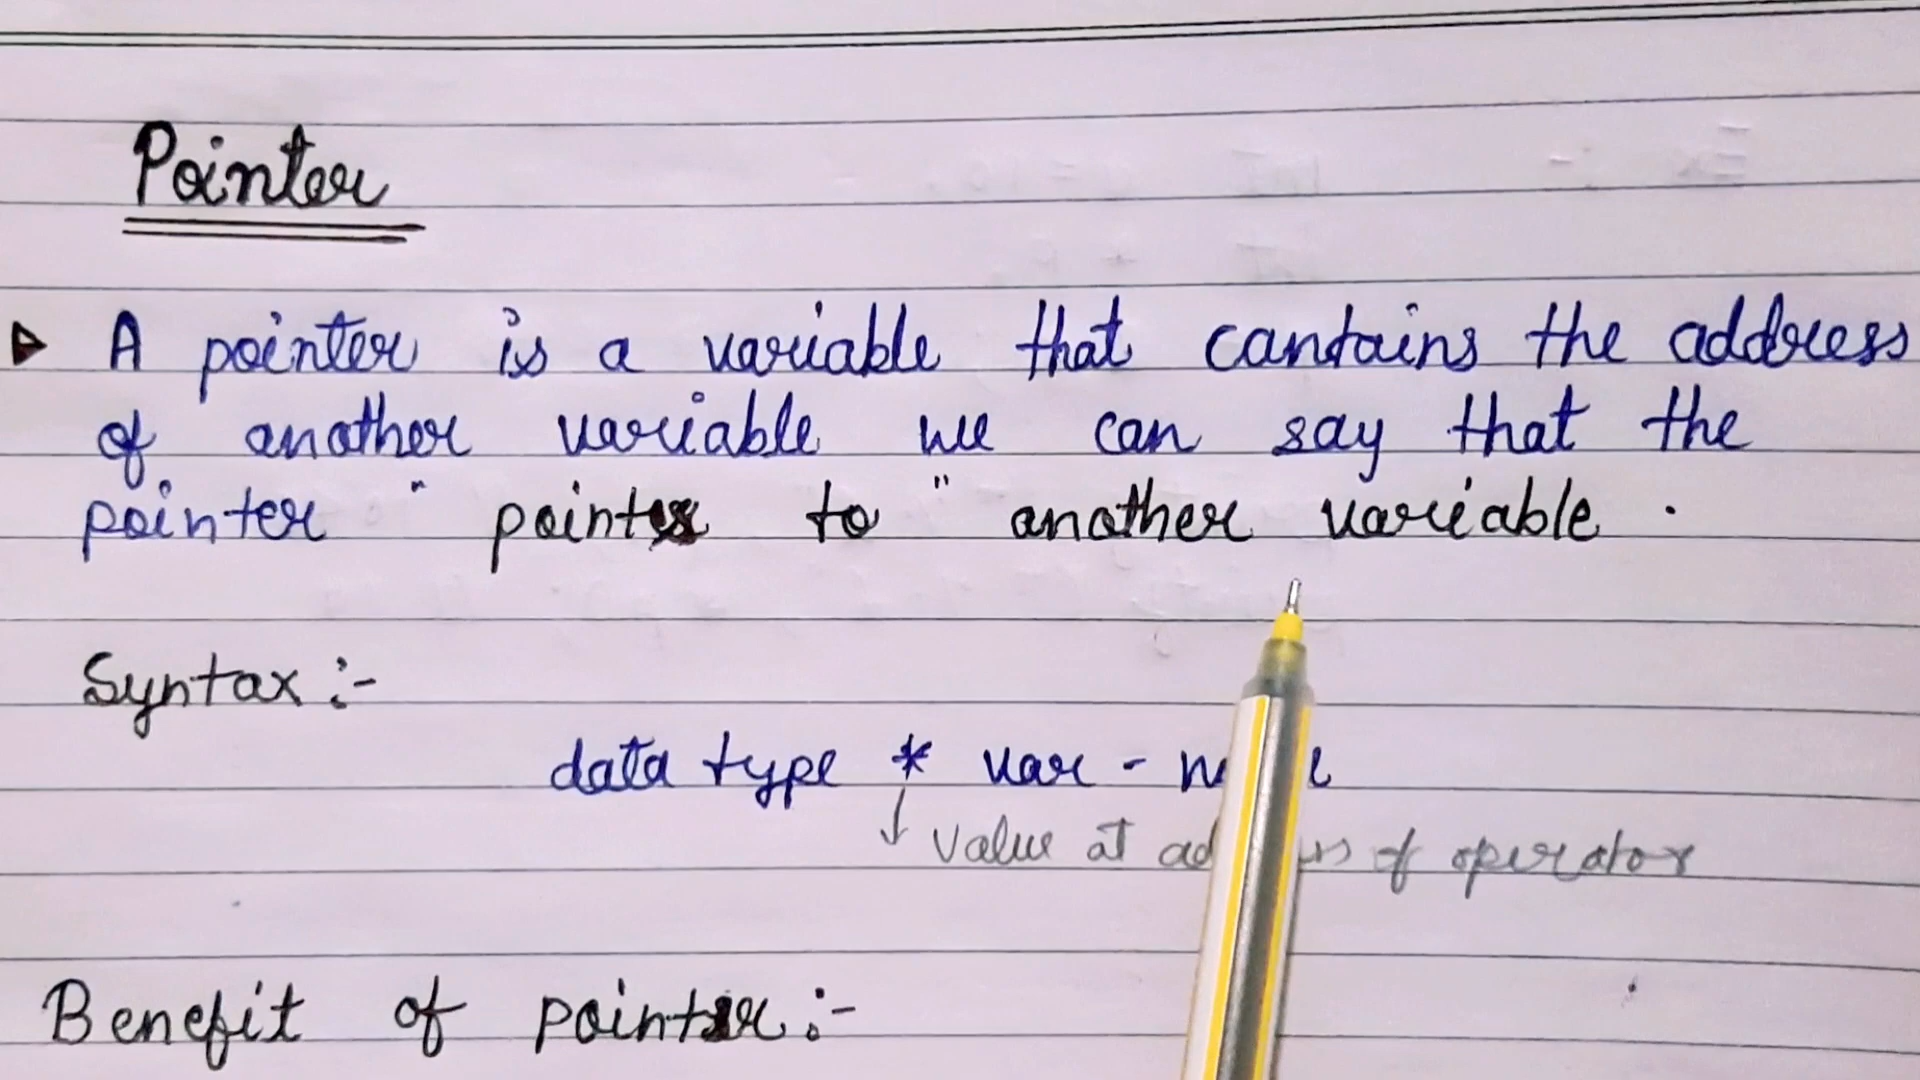 Pointer
A pointer is a variable that contains the address
of another variable we can say that the
pointer " points to " another variable .
Syntax :-
data type * var -
value at of operator
Benefit of pointer :-